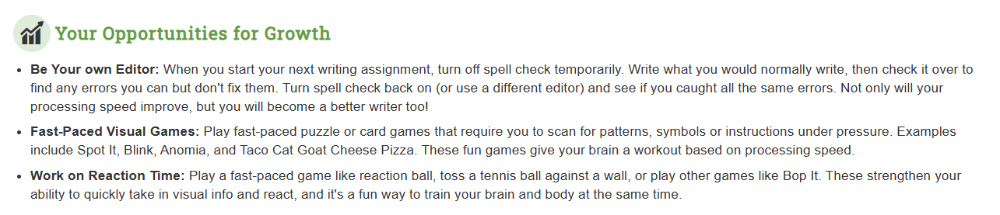 Your Opportunities for Growth
• Be Your own Editor: When you start your next writing assignment, turn off spell check temporarily. Write what you would normally write, then check it over to
find any errors you can but don't fix them. Turn spell check back on (or use a different editor) and see if you caught all the same errors. Not only will your
processing speed improve, but you will become a better writer too!
• Fast-Paced Visual Games: Play fast-paced puzzle or card games that require you to scan for patterns, symbols or instructions under pressure. Examples
include Spot It, Blink, Anomia, and Taco Cat Goat Cheese Pizza. These fun games give your brain a workout based on processing speed.
• Work on Reaction Time: Play a fast-paced game like reaction ball, toss a tennis ball against a wall, or play other games like Bop It. These strengthen your
ability to quickly take in visual info and react, and it's a fun way to train your brain and body at the same time.